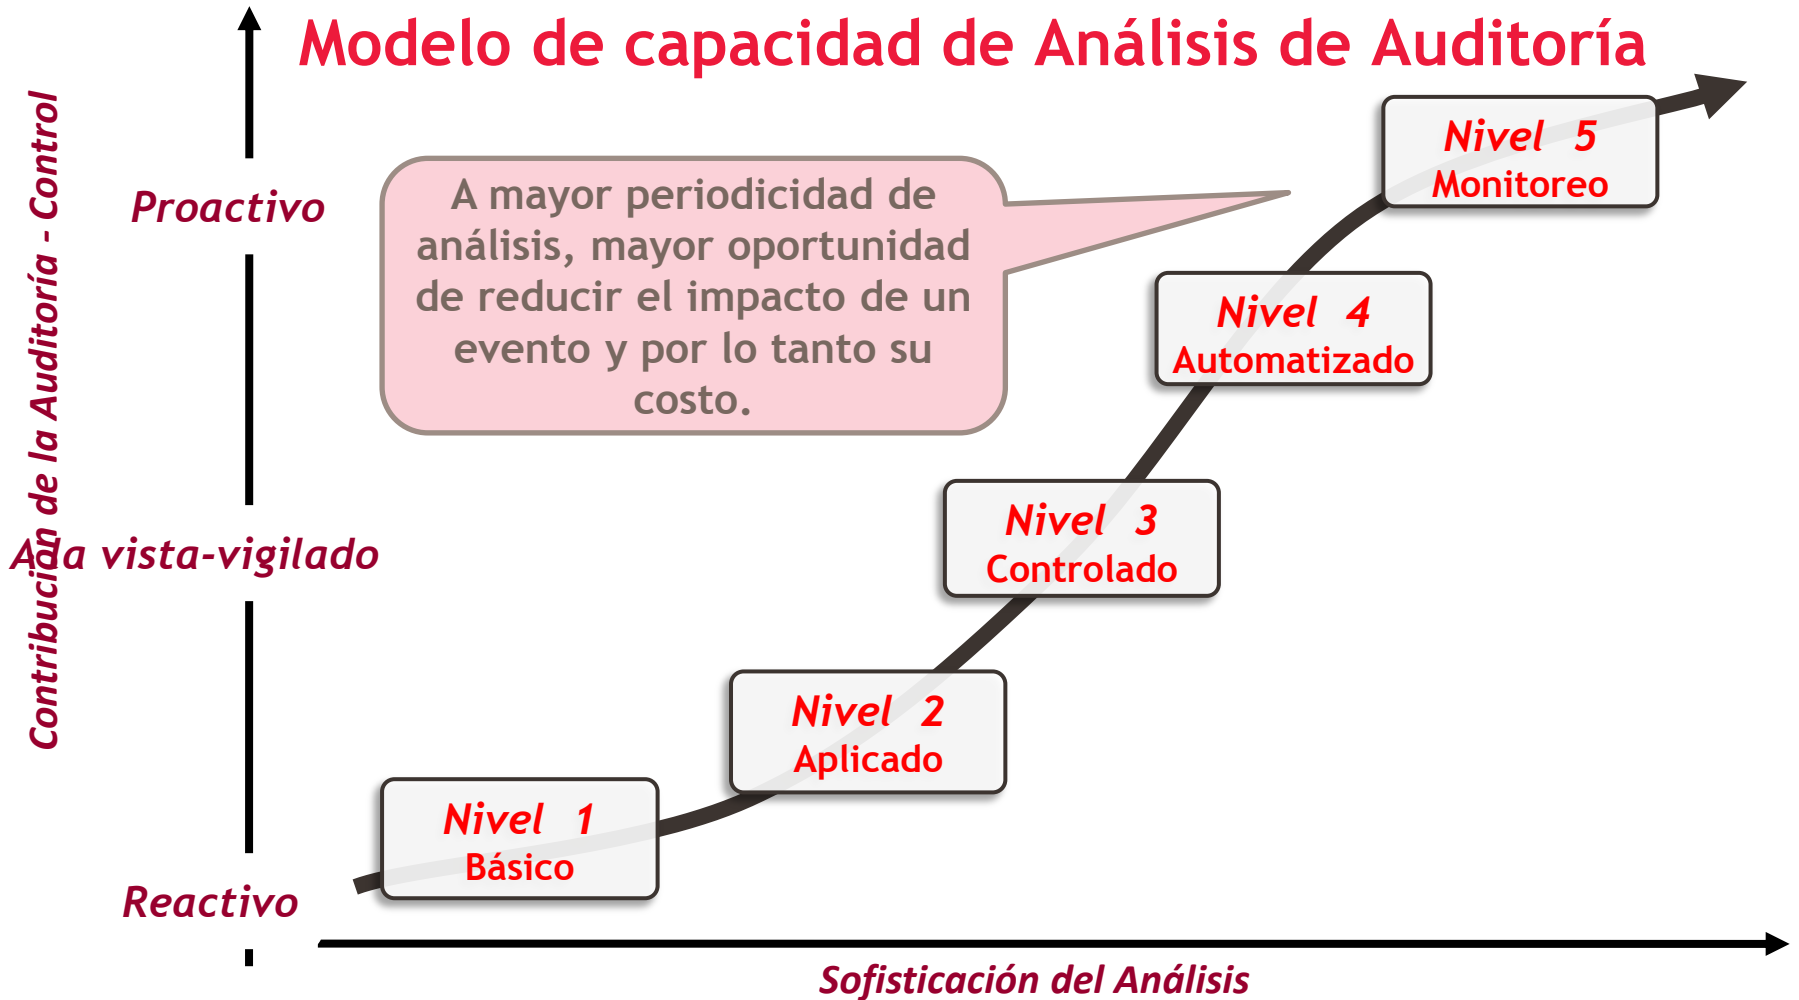 Modelo de capacidad de Análisis de Auditoría
Contribución de la Auditoría - Control
Proactivo
A la vista-vigilado
Reactivo
A mayor periodicidad de
análisis, mayor oportunidad
de reducir el impacto de un
evento y por lo tanto su
costo.
Nivel 5
Monitoreo
Nivel 4
Automatizado
Nivel 3
Controlado
Nivel 2
Aplicado
Nivel 1
Básico
Sofisticación del Análisis